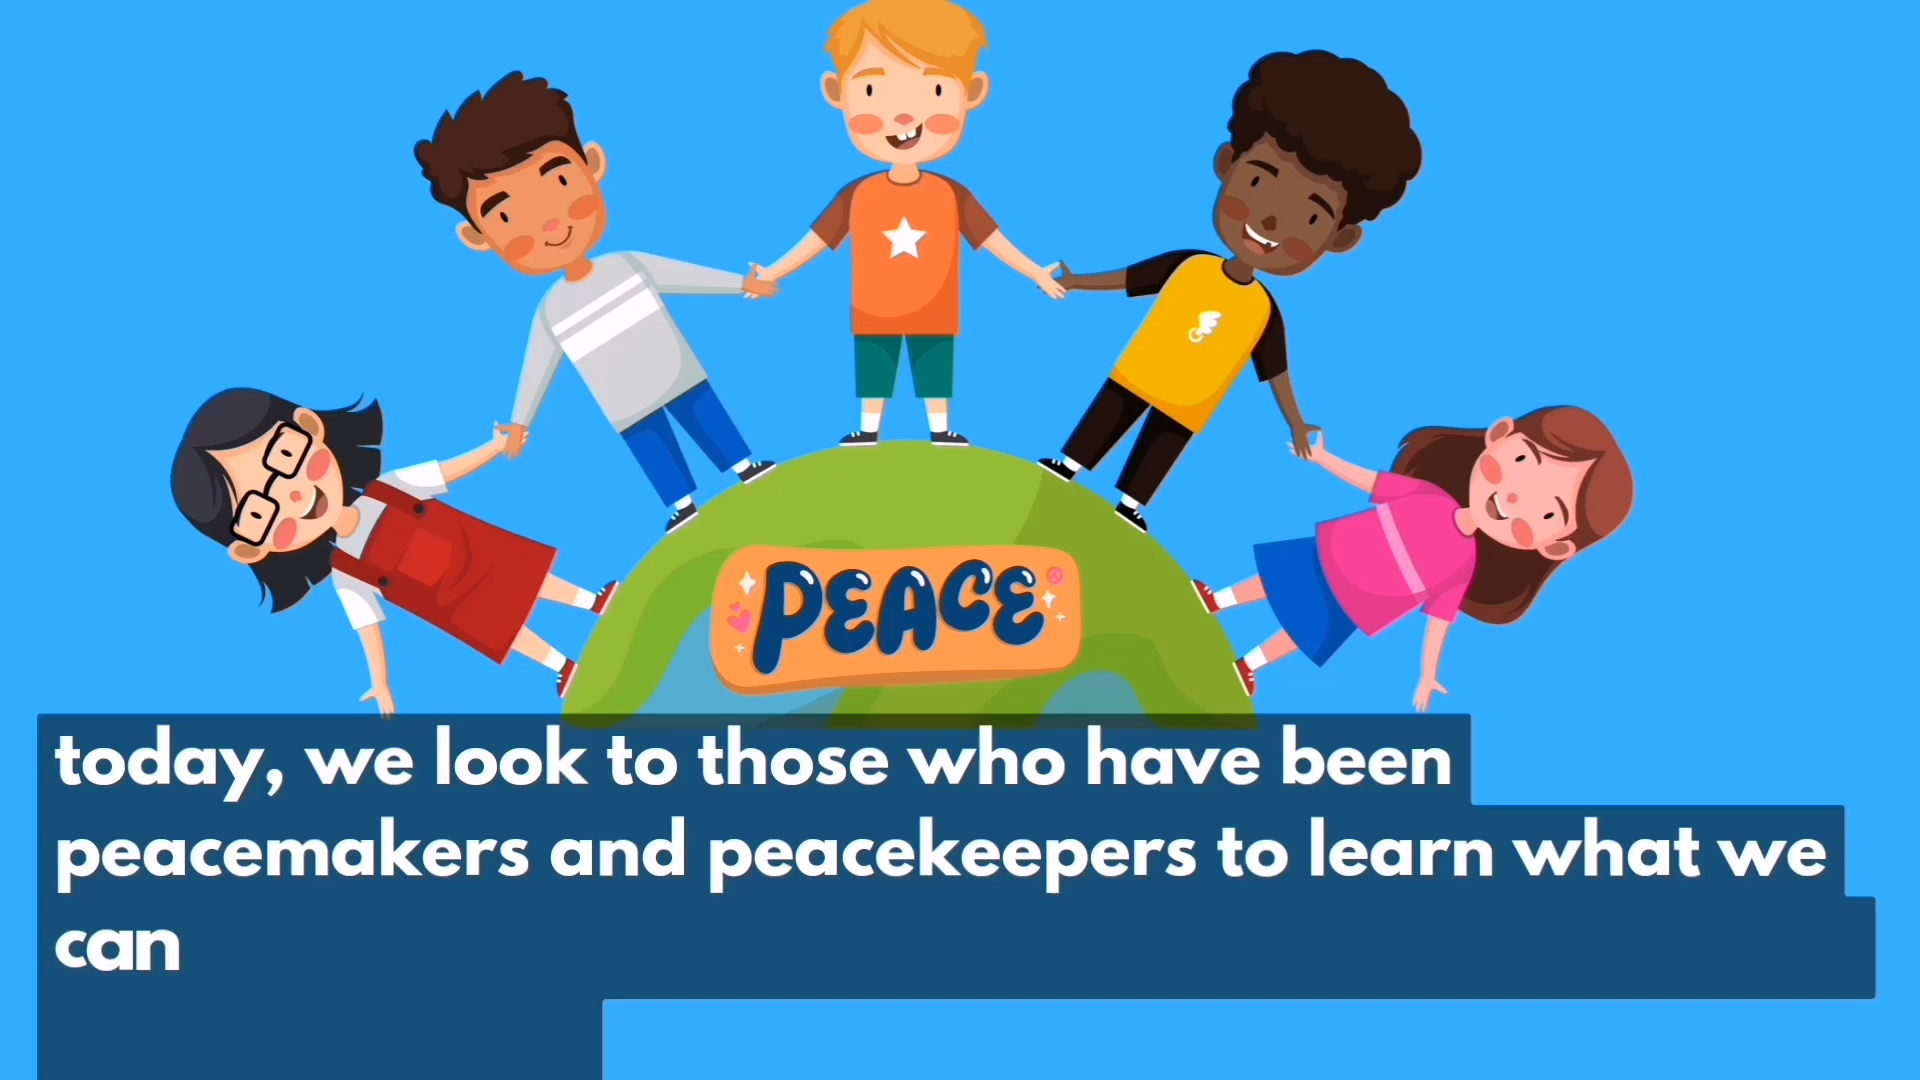 PEACE
today, we look to those who have been
peacemakers and peacekeepers to learn what we
can